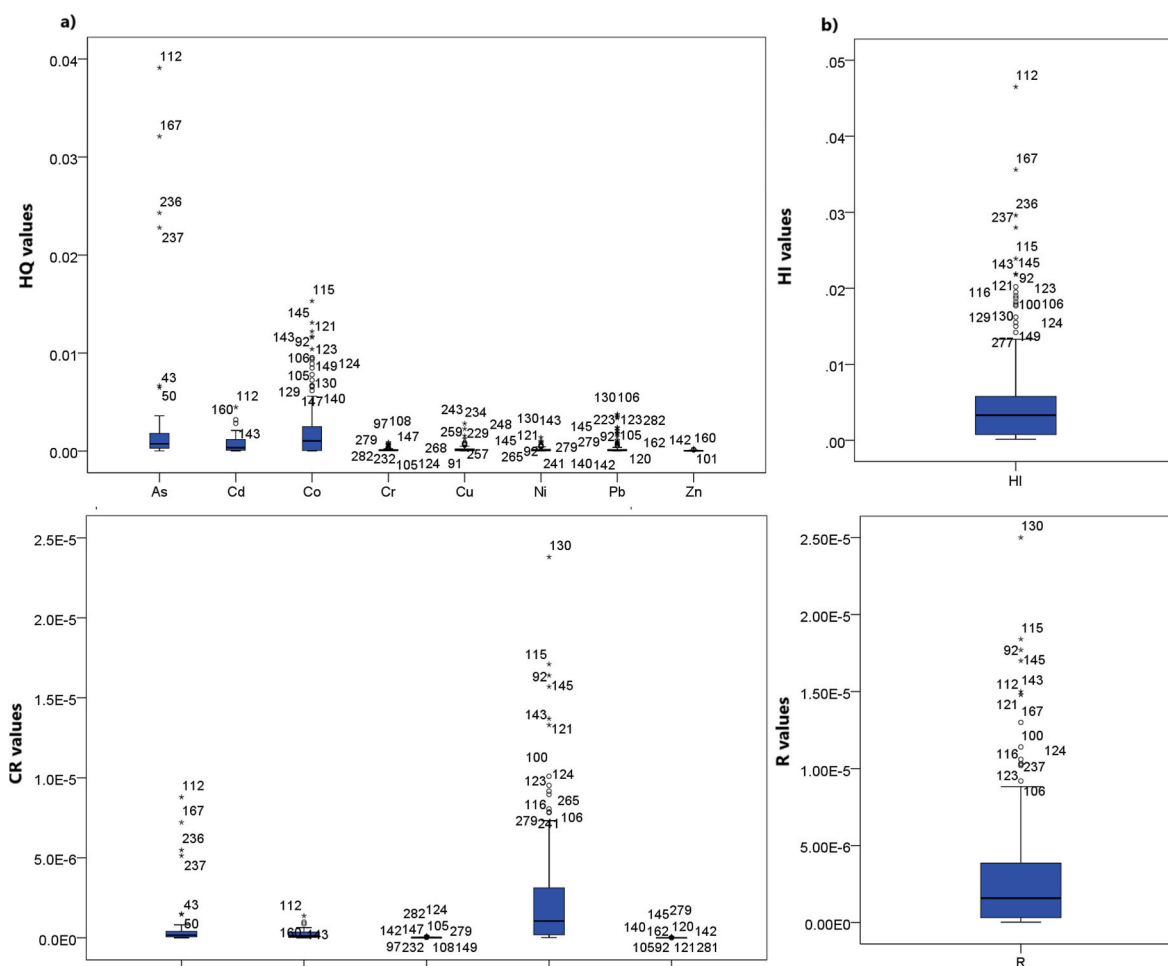 a)
HQ values
0.04
0.03
0.02
0.01
0.00
112
167
236
237
43
50
160 112
143
115
145
121
143 92
123
106 149 124
105 130
129 147 140
97 108
279 147
282 232 105 124
243 234
259 229 248
268 257
91
130 143
145 121
265 92 279
241
130 106
145 223 123 282
279 92 105 162
140 142 120
142 160
101
As Cd Co Cr Cu Ni Pb Zn
b)
HI values
.05
.04
.03
.02
.01
.00
112
167
236
237
115
143 145
92
121 123
116 100 106
129 130 124
277 149
HI
CR values
2.5E-5
2.0E-5
1.5E-5
1.0E-5
5.0E-6
0.0E0
112
167
236
237
43
50
112
160 143
282 124
142 147 105 279
97 232 108 149
130
115
92 145
143 121
100
123 124
116 265
279 241 106
145 279
140 162 120 142
105 92 121 281
R values
2.5E-5
2.00E-5
1.50E-5
1.00E-5
5.00E-6
0.00E0
130
115
92 145
112 143
121 167
100
116 124
237
123 106
R